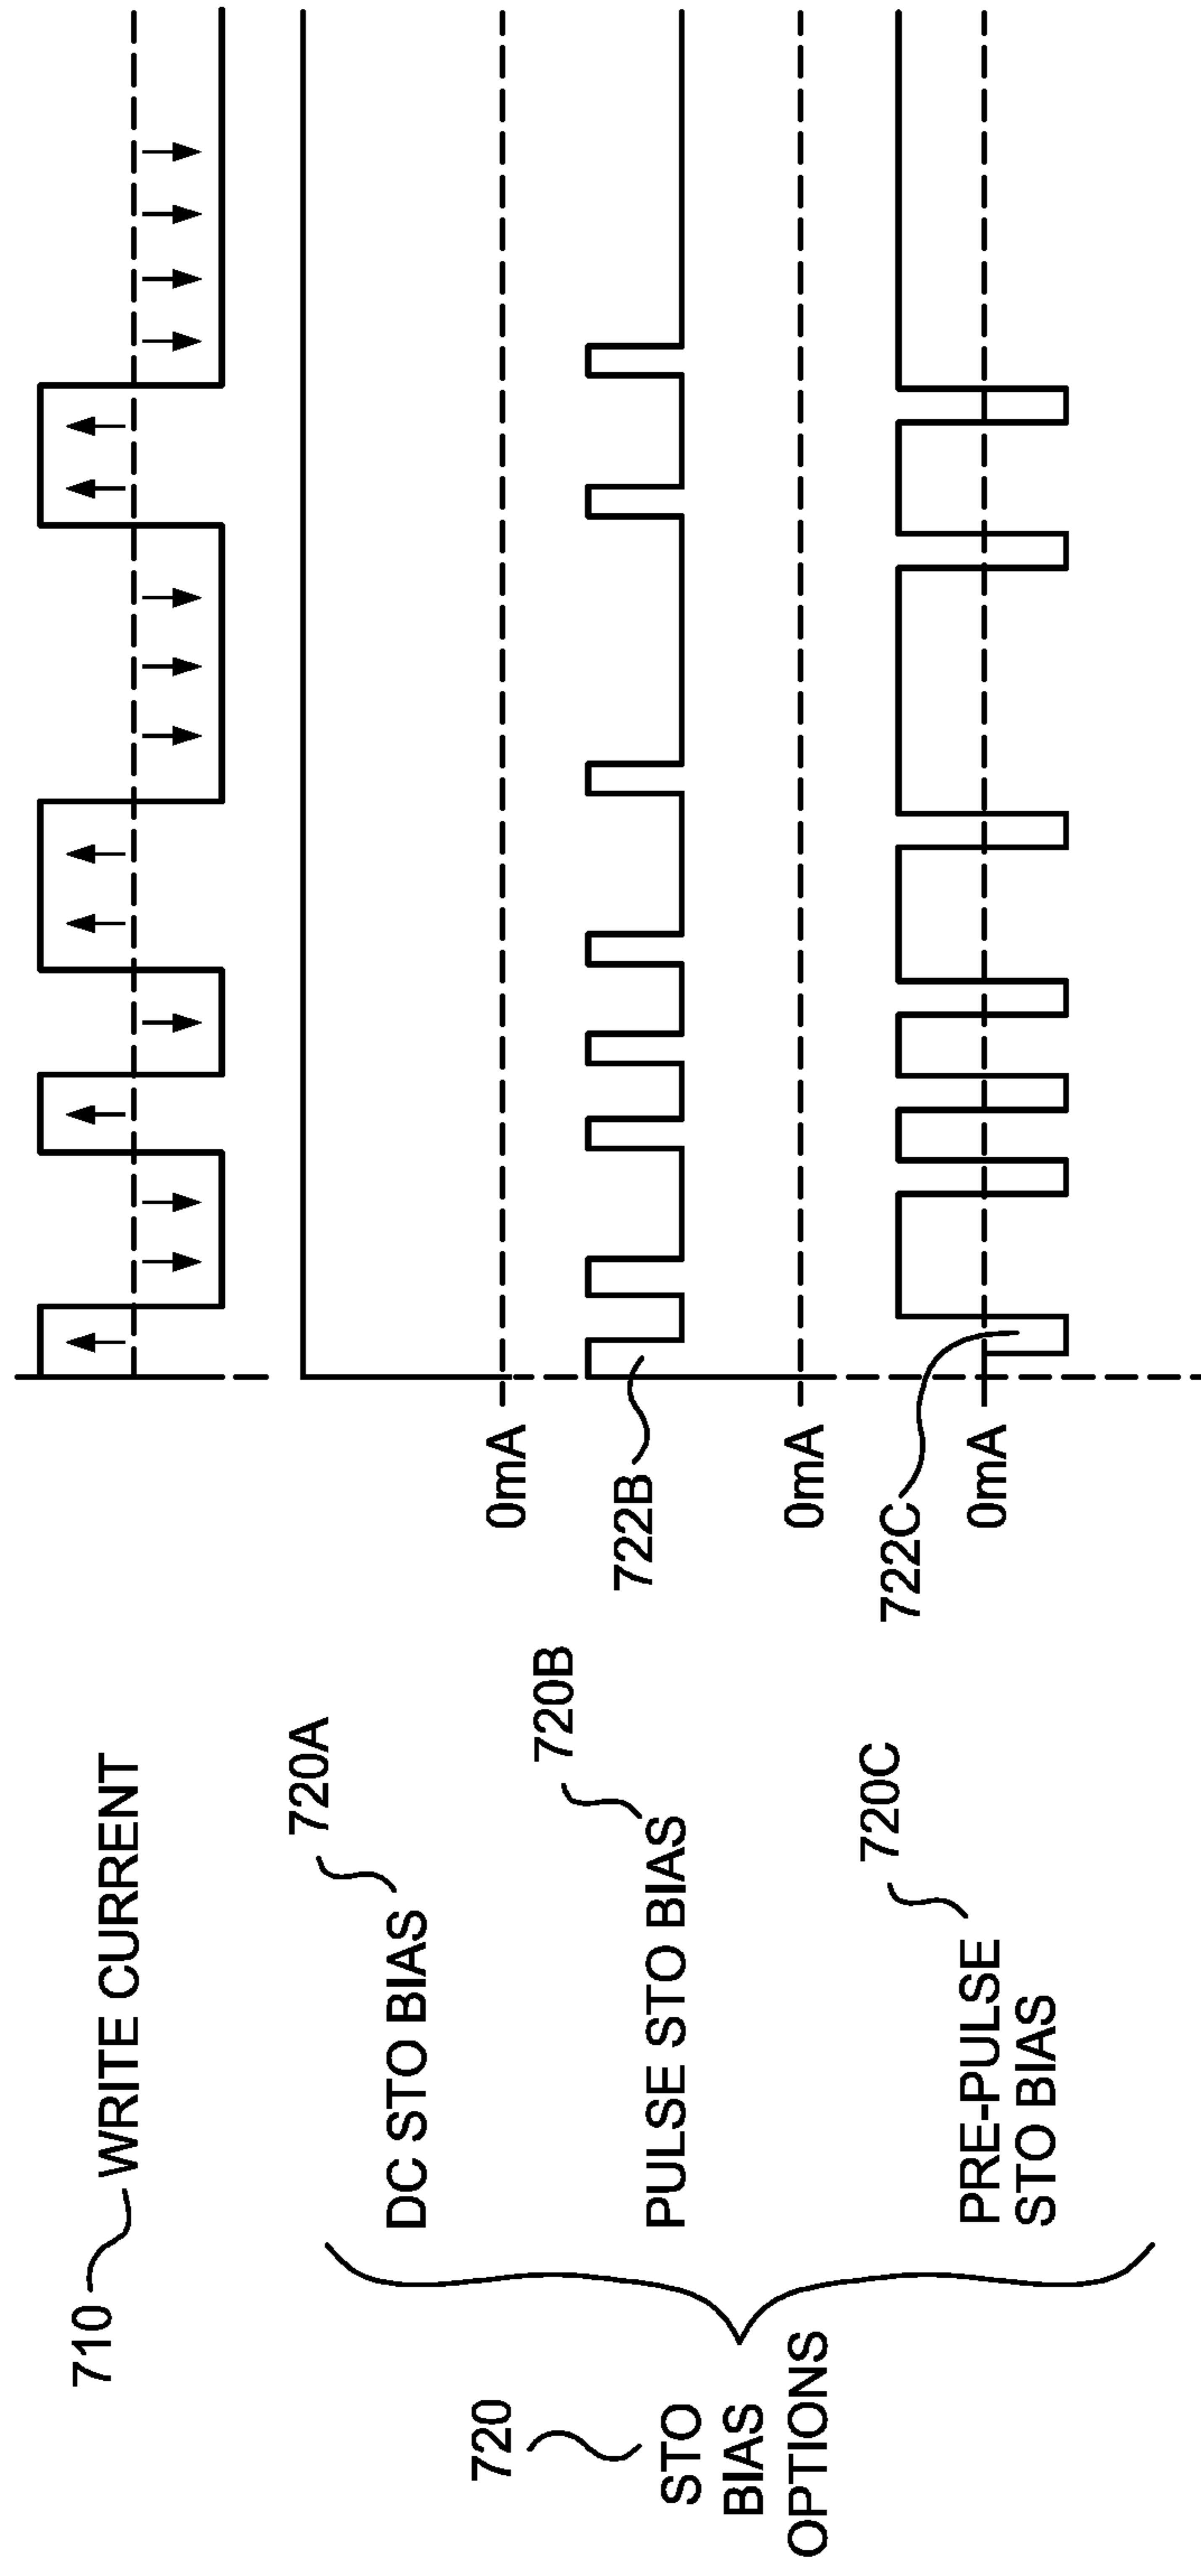 710
WRITE CURRENT
720
STO
BIAS
OPTIONS
DC STO BIAS
720A
0mA
PULSE STO BIAS
720B
722B
0mA
PRE-PULSE
STO BIAS
720C
722C
0mA